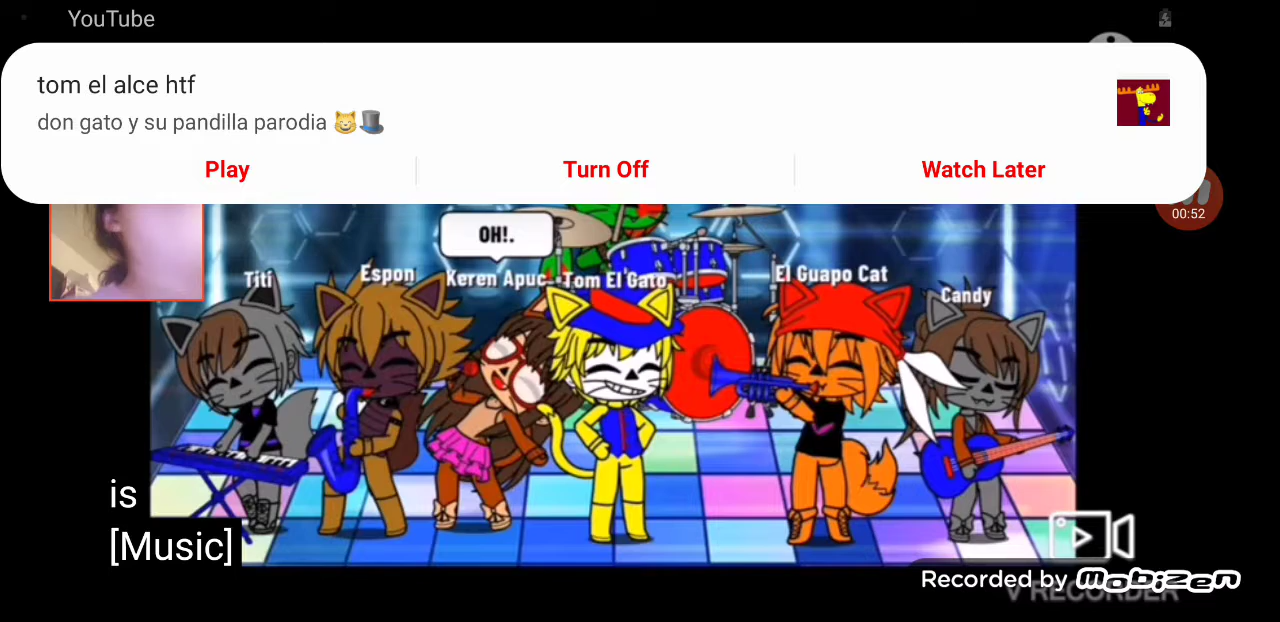 YouTube
tom el alce htf
don gato y su pandilla parodia 😸🎩
Play
Turn Off
Watch Later
00:52
OH!.
Titi
Espon
Keren Apuc
Tom El Gato
El Guapo Cat
Candy
is
[Music]
Recorded by Mobizen
V RECORDER